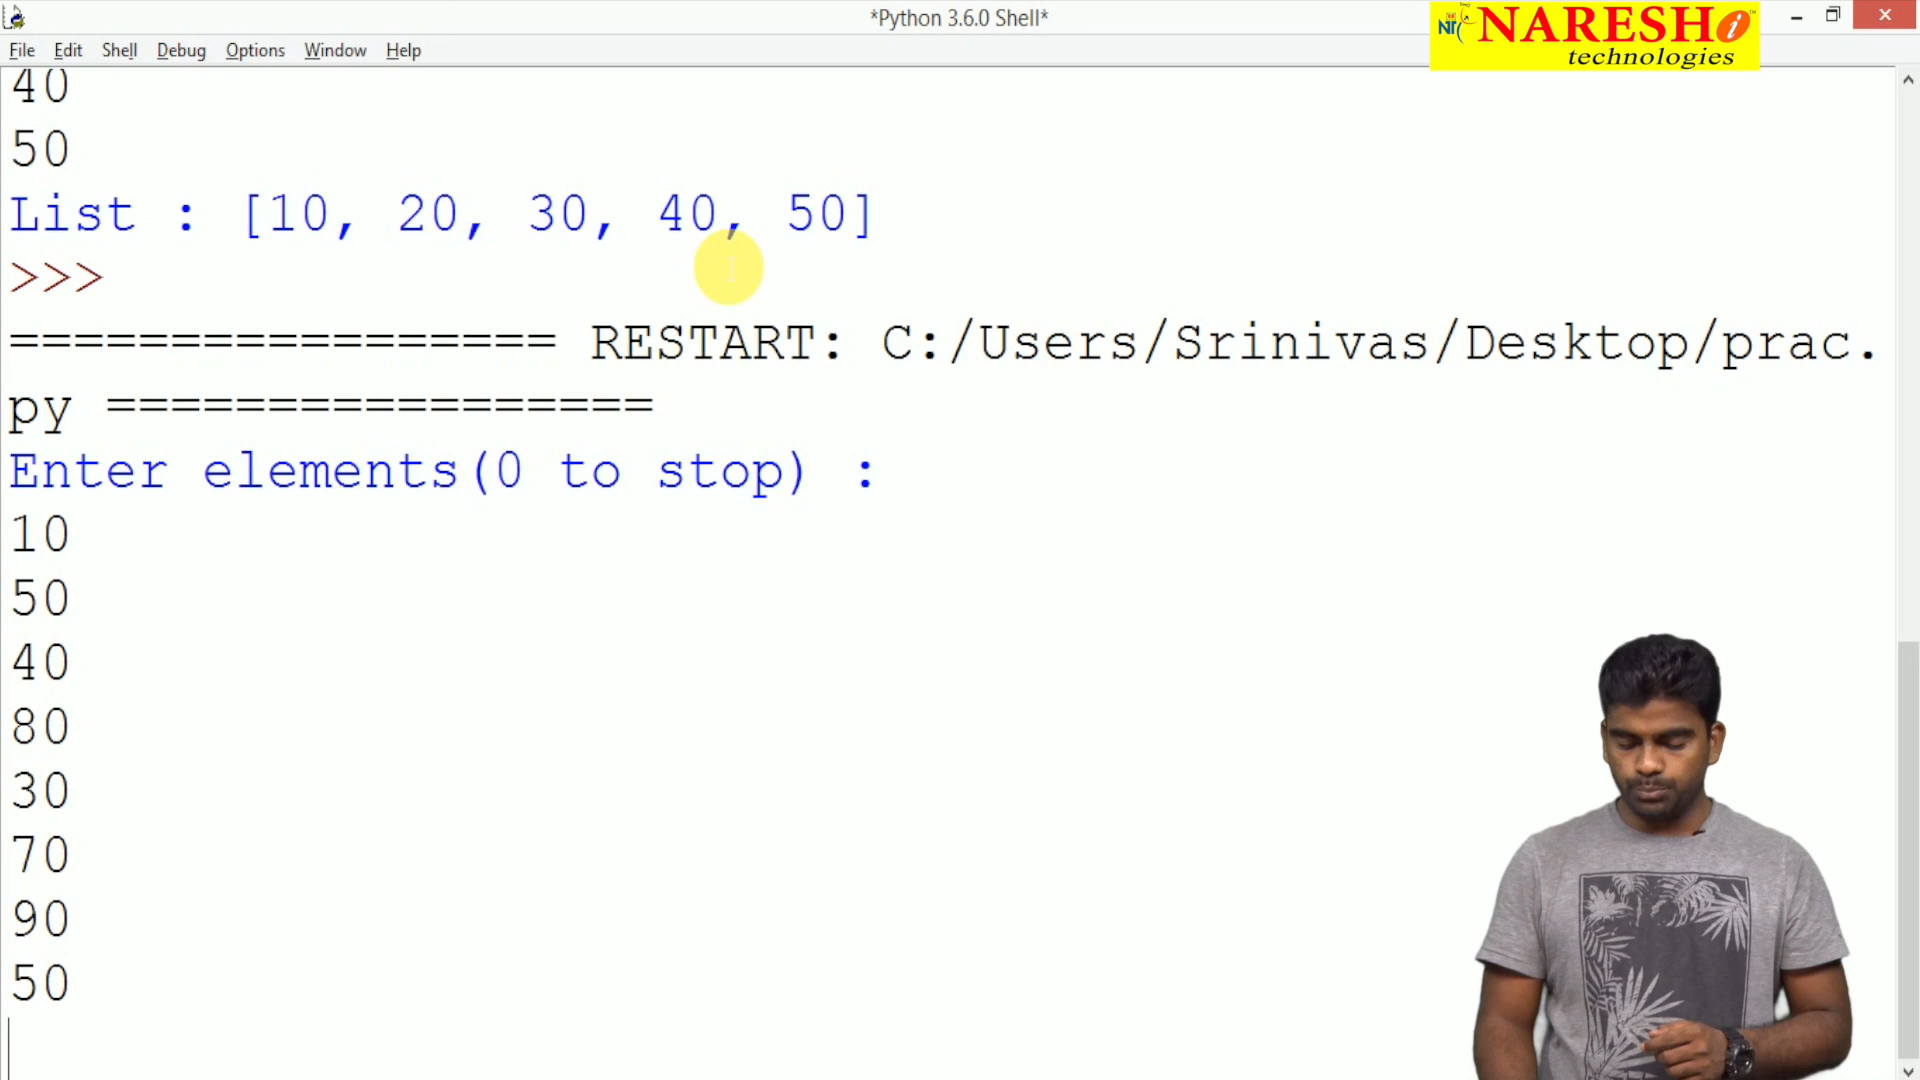 *Python 3.6.0 Shell*
NARESH i
technologies
File Edit Shell Debug Options Window Help
40
50
List : [10, 20, 30, 40, 50]
>>>
================= RESTART: C:/Users/Srinivas/Desktop/prac.
py =================
Enter elements(0 to stop) :
10
50
40
80
30
70
90
50